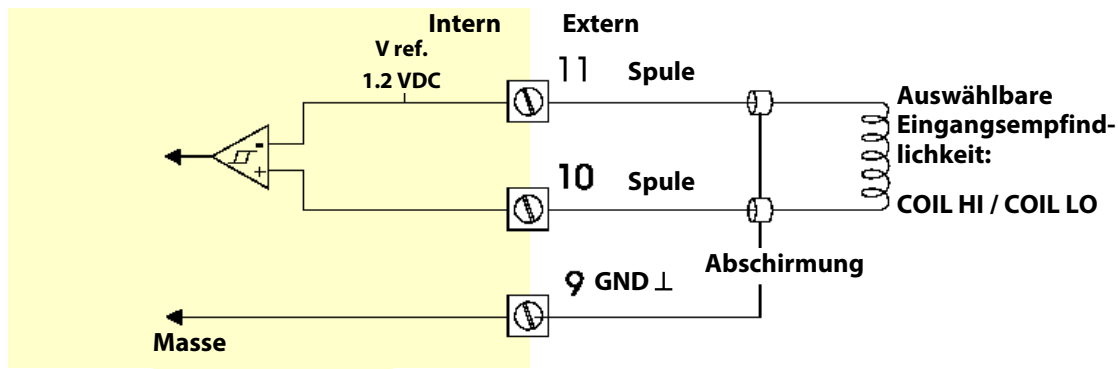 Intern Extern
V ref.
1.2 VDC
11 Spule
Auswählbare
Eingangsempfind-
lichkeit:
COIL HI / COIL LO
-
+
10 Spule
Abschirmung
9 GND ⊥
Masse